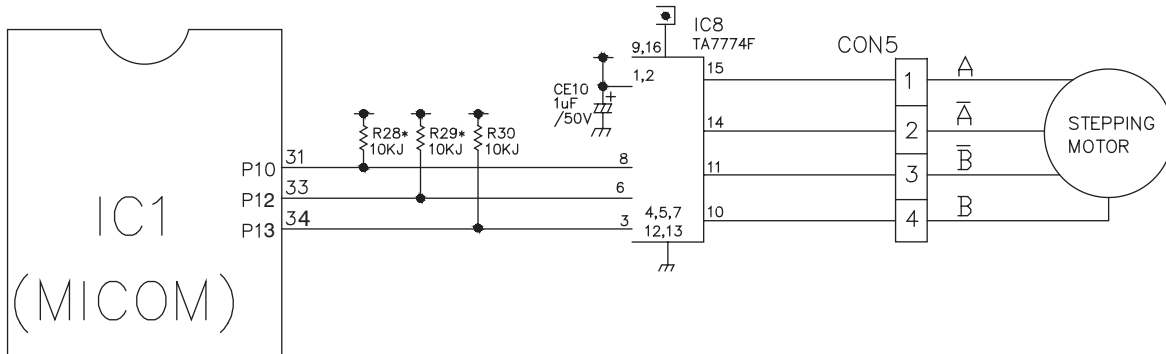 IC1
(MICOM)
P10
31
P12
33
P13
34
R28*
10KJ
R29*
10KJ
R30
10KJ
CE10
1uF
/50V
+
9,16
1,2
IC8
TA7774F
8
6
3
4,5,7
12,13
15
14
11
10
CON5
1
2
3
4
A
A̅
B̅
B
STEPPING
MOTOR